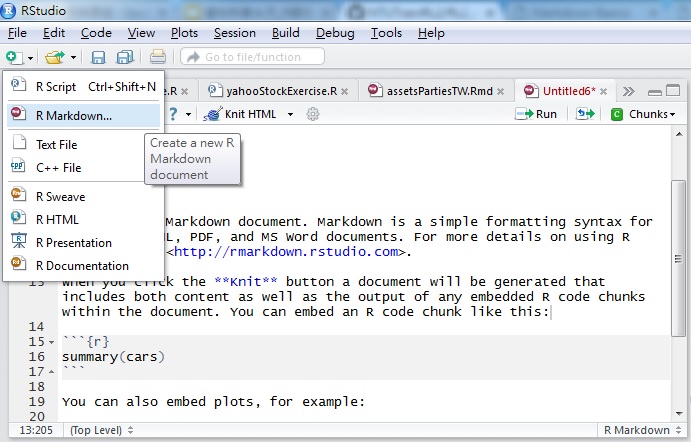 RStudio
File Edit Code View Plots Session Build Debug Tools Help
Go to file/function
R Script Ctrl+Shift+N
R Markdown...
Text File
C++ File
R Sweave
R HTML
R Presentation
R Documentation
Create a new R
Markdown
document
e.R
yahooStockExercise.R
assetsPartiesTW.Rmd
Untitled6*
? Knit HTML Run Chunks
Markdown document. Markdown is a simple formatting syntax for
L, PDF, and MS Word documents. For more details on using R
<http://rmarkdown.rstudio.com>.
13 When you click the **Knit** button a document will be generated that
includes both content as well as the output of any embedded R code chunks
within the document. You can embed an R code chunk like this:
14
15 ```{r}
16 summary(cars)
17 ```
18
19 You can also embed plots, for example:
20
13:205 (Top Level) R Markdown